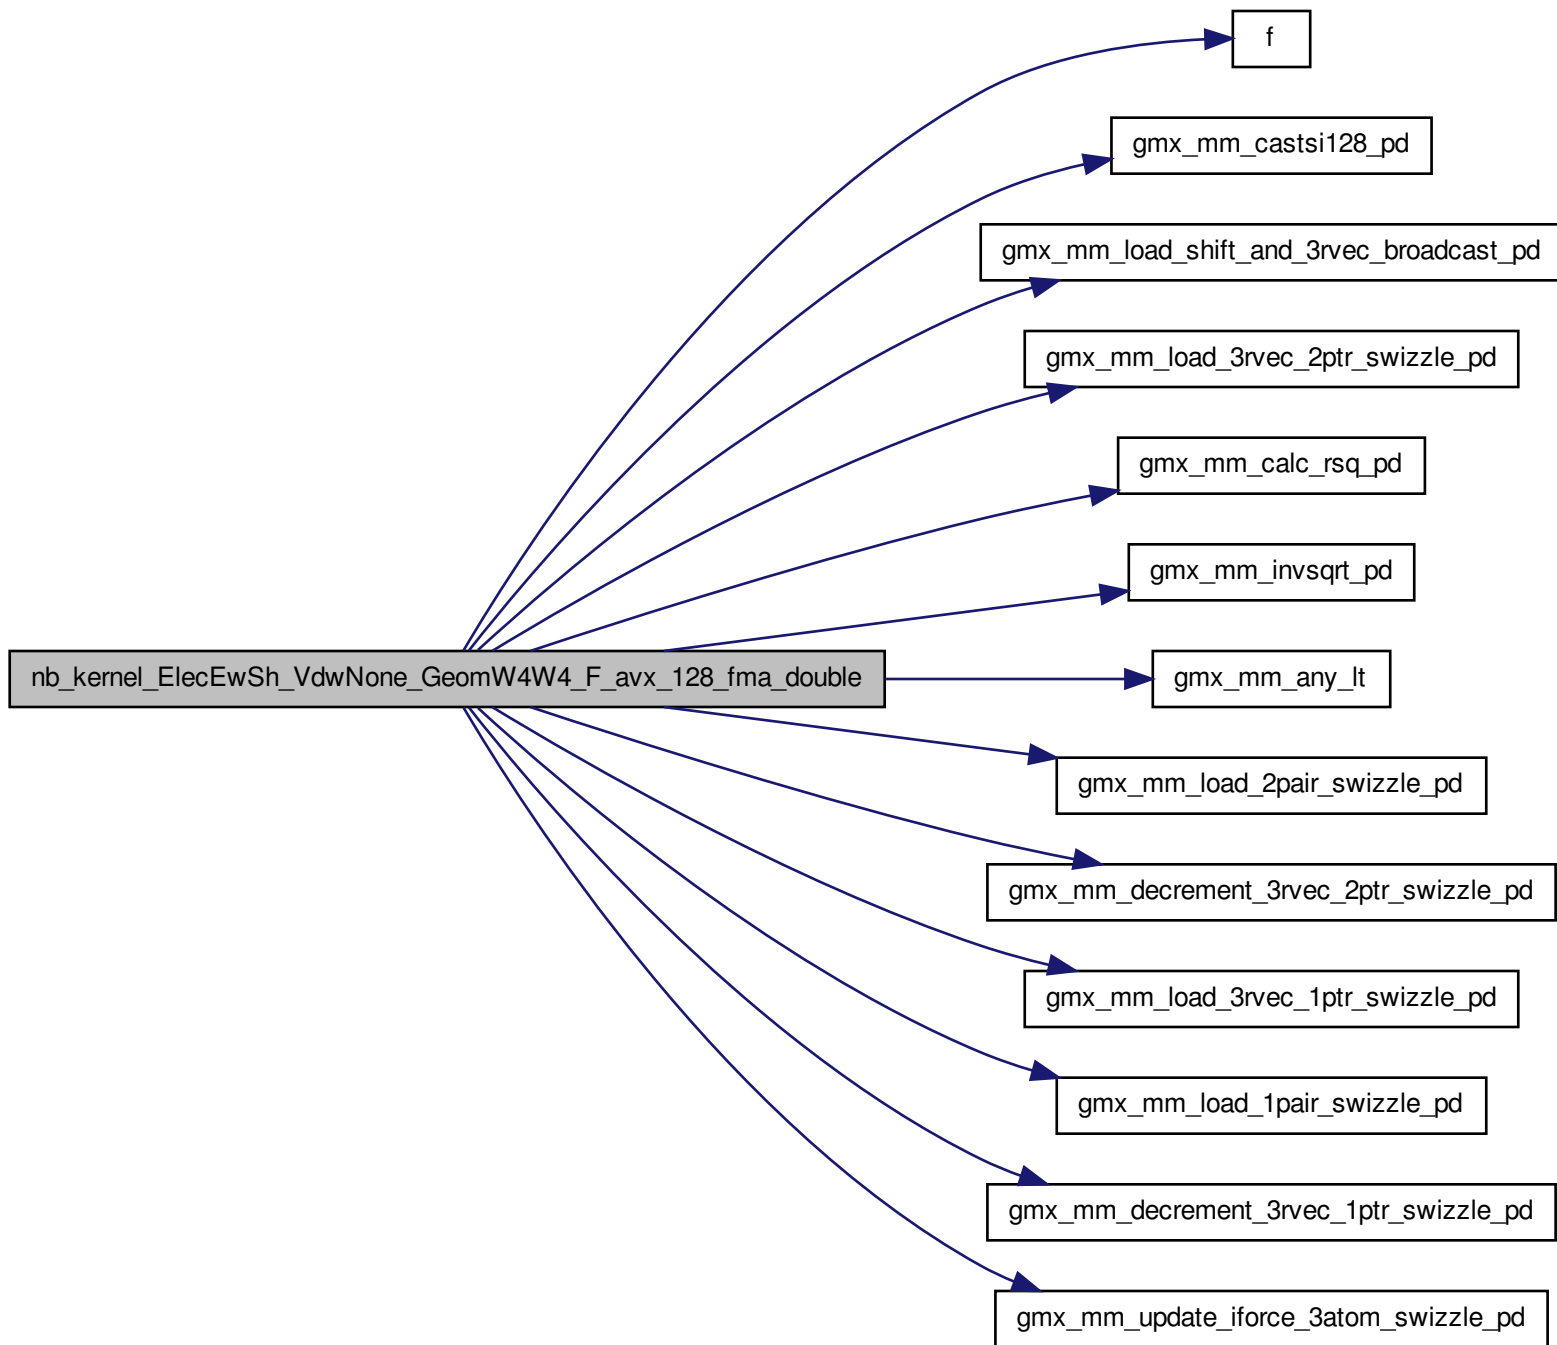 f
gmx_mm_castsi128_pd
gmx_mm_load_shift_and_3rvec_broadcast_pd
gmx_mm_load_3rvec_2ptr_swizzle_pd
gmx_mm_calc_rsq_pd
gmx_mm_invsqrt_pd
nb_kernel_ElecEwSh_VdwNone_GeomW4W4_F_avx_128_fma_double
gmx_mm_any_lt
gmx_mm_load_2pair_swizzle_pd
gmx_mm_decrement_3rvec_2ptr_swizzle_pd
gmx_mm_load_3rvec_1ptr_swizzle_pd
gmx_mm_load_1pair_swizzle_pd
gmx_mm_decrement_3rvec_1ptr_swizzle_pd
gmx_mm_update_iforce_3atom_swizzle_pd